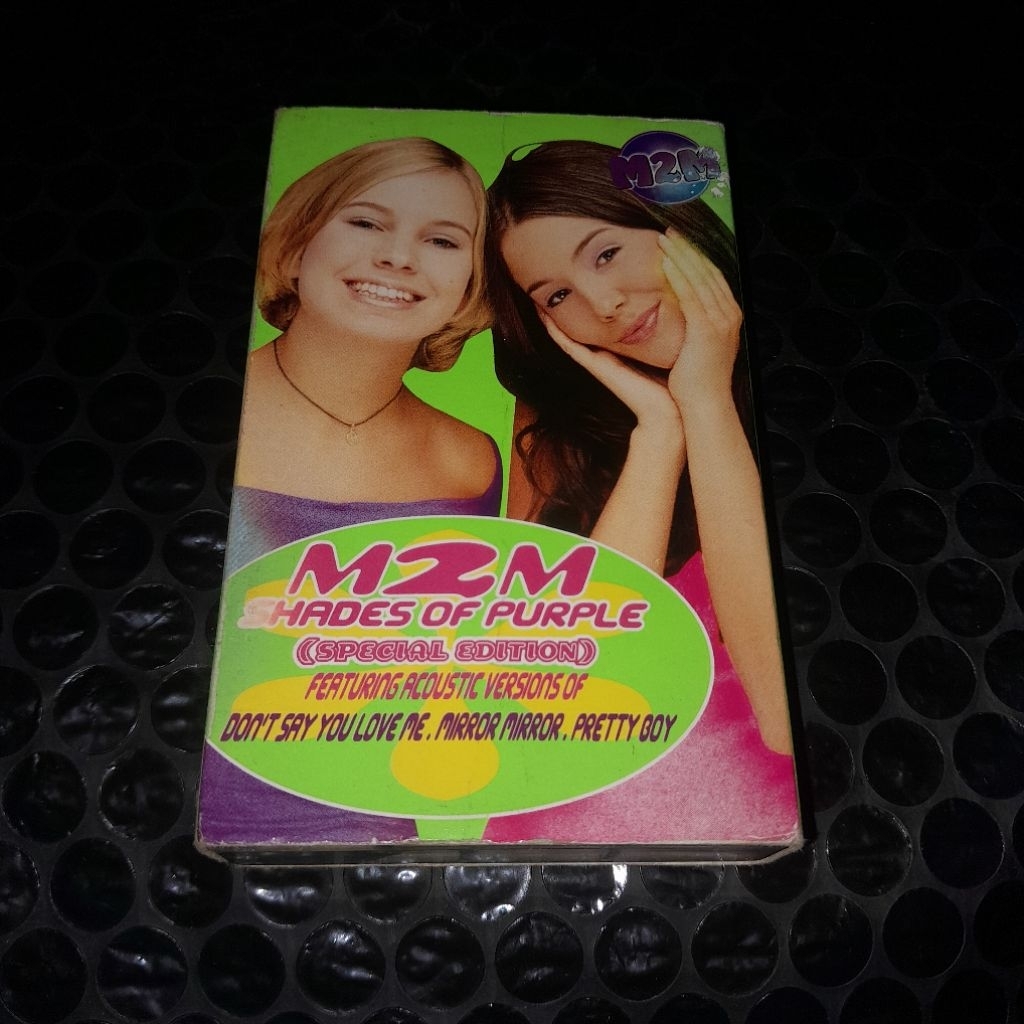 M2M
M2M
SHADES OF PURPLE
(SPECIAL EDITION)
FEATURING ACOUSTIC VERSIONS OF
DON'T SAY YOU LOVE ME . MIRROR MIRROR . PRETTY BOY